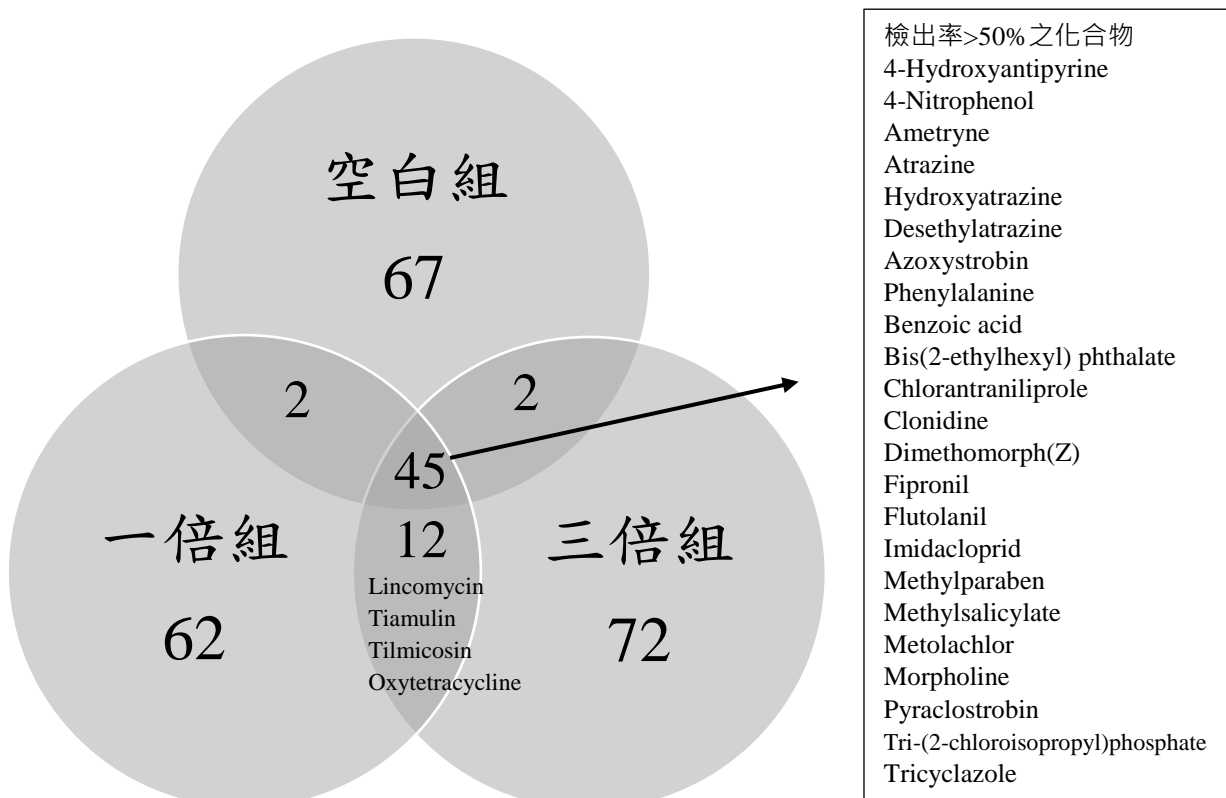 空白組
67
2
2
45
一倍組
62
12
Lincomycin
Tiamulin
Tilmicosin
Oxytetracycline
三倍組
72
檢出率>50%之化合物
4-Hydroxyantipyrine
4-Nitrophenol
Ametryne
Atrazine
Hydroxyatrazine
Desethylatrazine
Azoxystrobin
Phenylalanine
Benzoic acid
Bis(2-ethylhexyl) phthalate
Chlorantraniliprole
Clonidine
Dimethomorph(Z)
Fipronil
Flutolanil
Imidacloprid
Methylparaben
Methylsalicylate
Metolachlor
Morpholine
Pyraclostrobin
Tri-(2-chloroisopropyl)phosphate
Tricyclazole